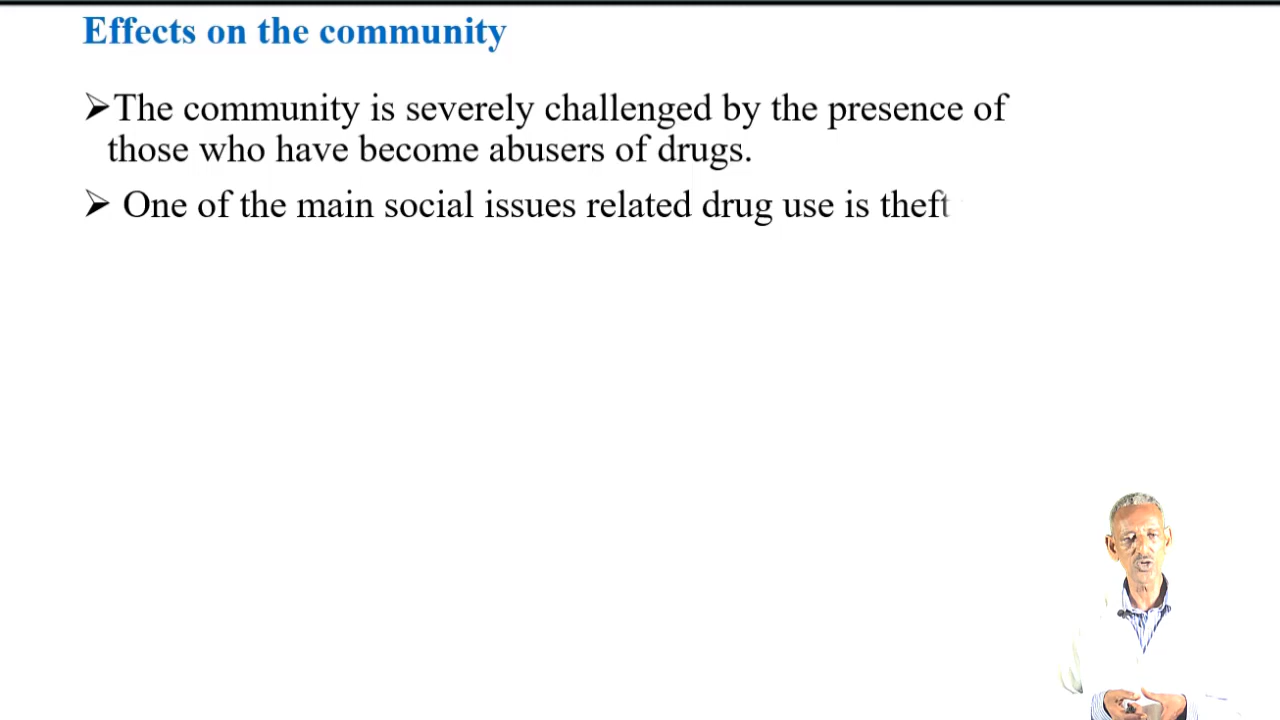 Effects on the community
➢The community is severely challenged by the presence of
those who have become abusers of drugs.
➢ One of the main social issues related drug use is theft